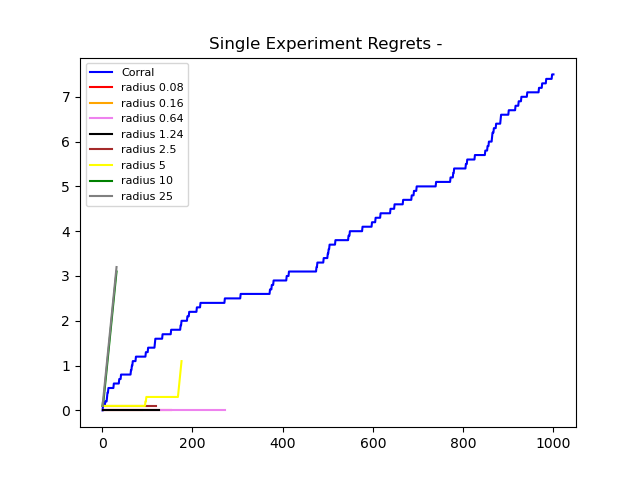 Single Experiment Regrets -
Corral
radius 0.08
radius 0.16
radius 0.64
radius 1.24
radius 2.5
radius 5
radius 10
radius 25
7
6
5
4
3
2
1
0
0 200 400 600 800 1000